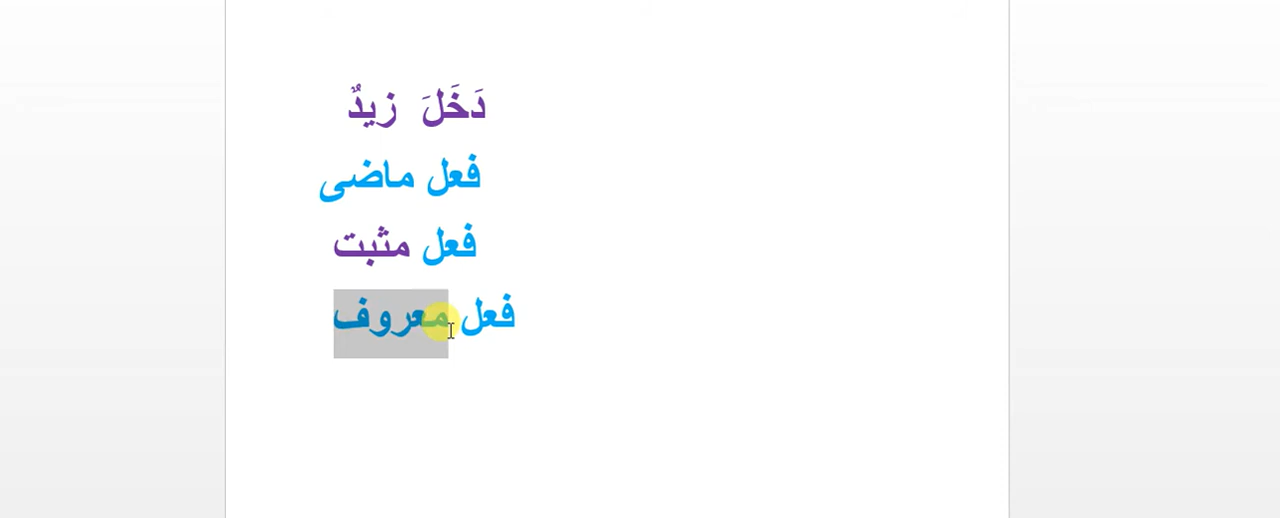 دَخَلَ زيدٌ
فعل ماضی
فعل مثبت
فعل معروف